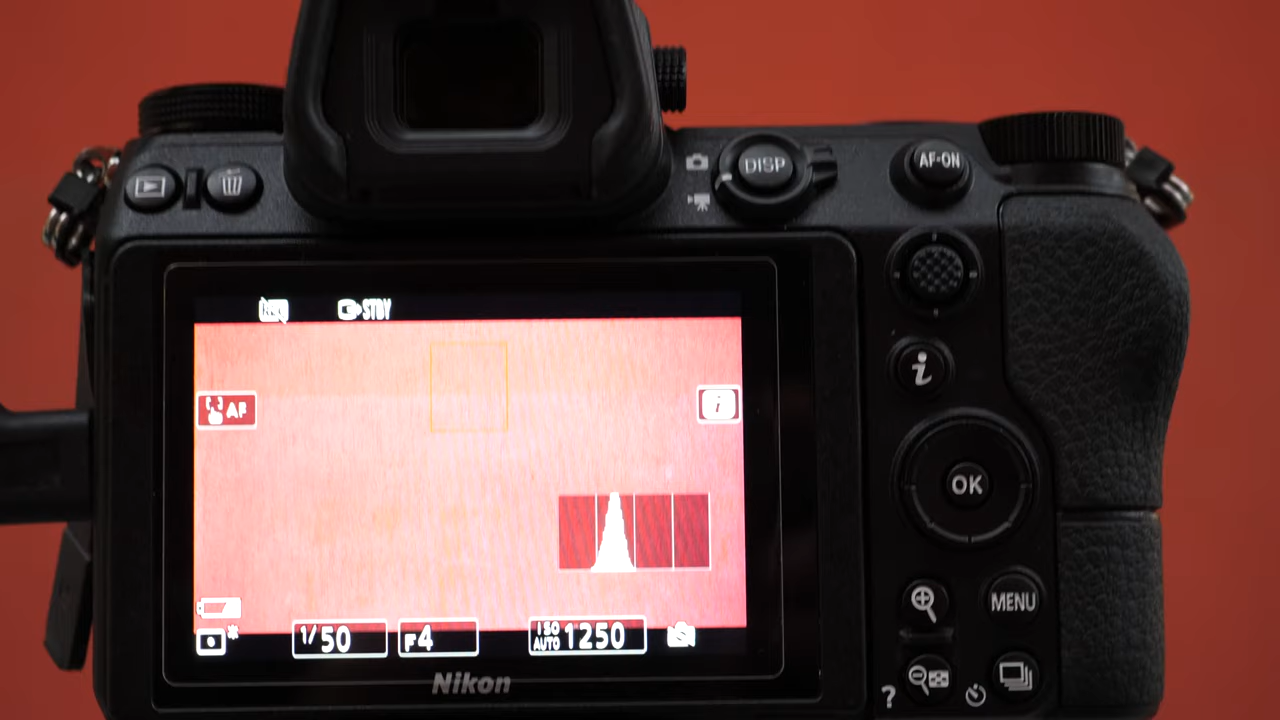 DISP
AF-ON
STBY
AF
i
i
OK
MENU
1/50
F4
ISO AUTO 1250
Nikon
?